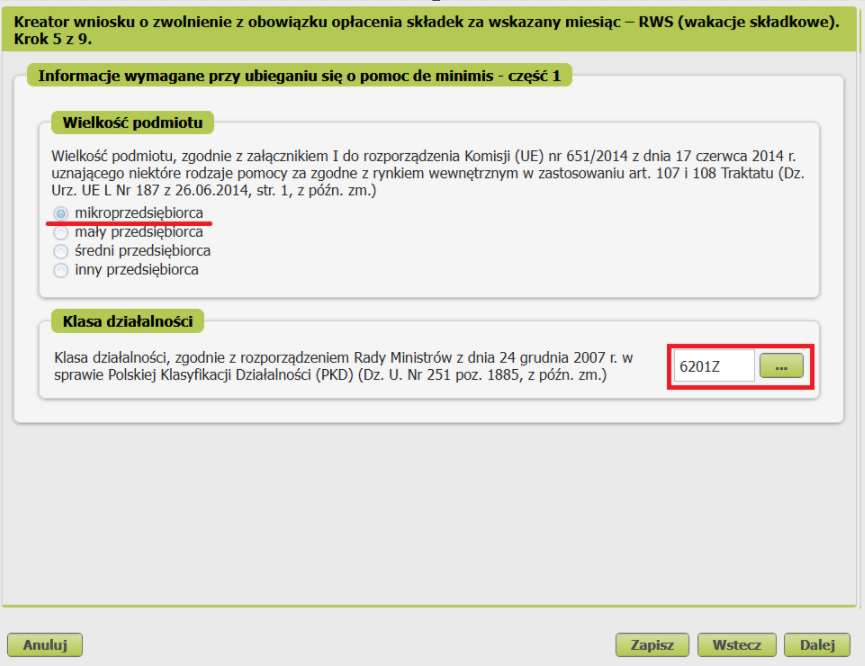 Kreator wniosku o zwolnienie z obowiązku opłacenia składek za wskazany miesiąc – RWS (wakacje składkowe).
Krok 5 z 9.
Informacje wymagane przy ubieganiu się o pomoc de minimis - część 1
Wielkość podmiotu
Wielkość podmiotu, zgodnie z załącznikiem I do rozporządzenia Komisji (UE) nr 651/2014 z dnia 17 czerwca 2014 r.
uznającego niektóre rodzaje pomocy za zgodne z rynkiem wewnętrznym w zastosowaniu art. 107 i 108 Traktatu (Dz.
Urz. UE L Nr 187 z 26.06.2014, str. 1, z późn. zm.)
mikroprzedsiębiorca
mały przedsiębiorca
średni przedsiębiorca
inny przedsiębiorca
Klasa działalności
Klasa działalności, zgodnie z rozporządzeniem Rady Ministrów z dnia 24 grudnia 2007 r. w
sprawie Polskiej Klasyfikacji Działalności (PKD) (Dz. U. Nr 251 poz. 1885, z późn. zm.)
6201Z ...
Anuluj Zapisz Wstecz Dalej